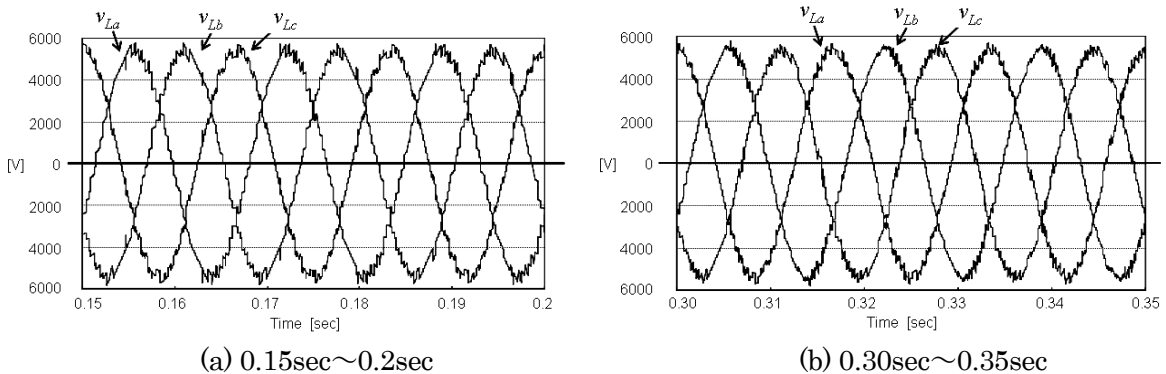 v_La v_Lb v_Lc
6000
4000
2000
[V] 0
2000
4000
6000
0.15 0.16 0.17 0.18 0.19 0.2
Time [sec]
(a) 0.15sec～0.2sec
v_La v_Lb v_Lc
6000
4000
2000
[V] 0
2000
4000
6000
0.30 0.31 0.32 0.33 0.34 0.35
Time [sec]
(b) 0.30sec～0.35sec